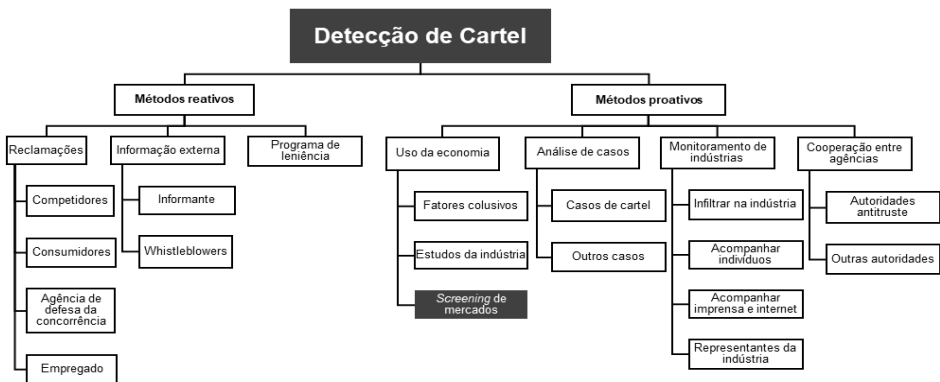 Detecção de Cartel
Métodos reativos
Métodos proativos
Reclamações
Informação externa
Programa de
leniência
Uso da economia
Análise de casos
Monitoramento de
indústrias
Cooperação entre
agências
Competidores
Consumidores
Agência de
defesa da
concorrência
Empregado
Informante
Whistleblowers
Fatores colusivos
Estudos da indústria
Screening de
mercados
Casos de cartel
Outros casos
Infiltrar na indústria
Acompanhar
indivíduos
Acompanhar
imprensa e internet
Representantes da
indústria
Autoridades
antitruste
Outras autoridades